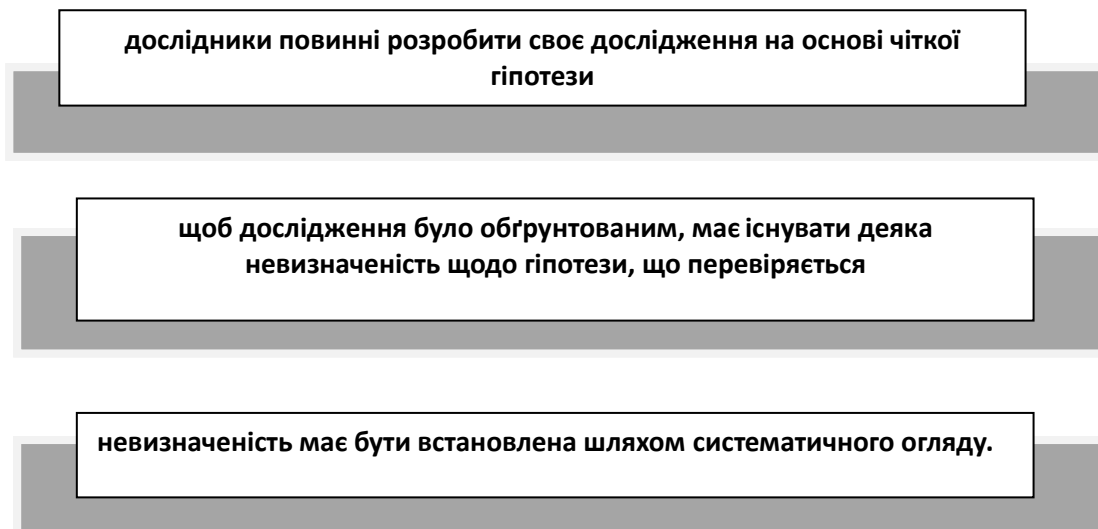 дослідники повинні розробити своє дослідження на основі чіткої
гіпотези
щоб дослідження було обґрунтованим, має існувати деяка
невизначеність щодо гіпотези, що перевіряється
невизначеність має бути встановлена шляхом систематичного огляду.